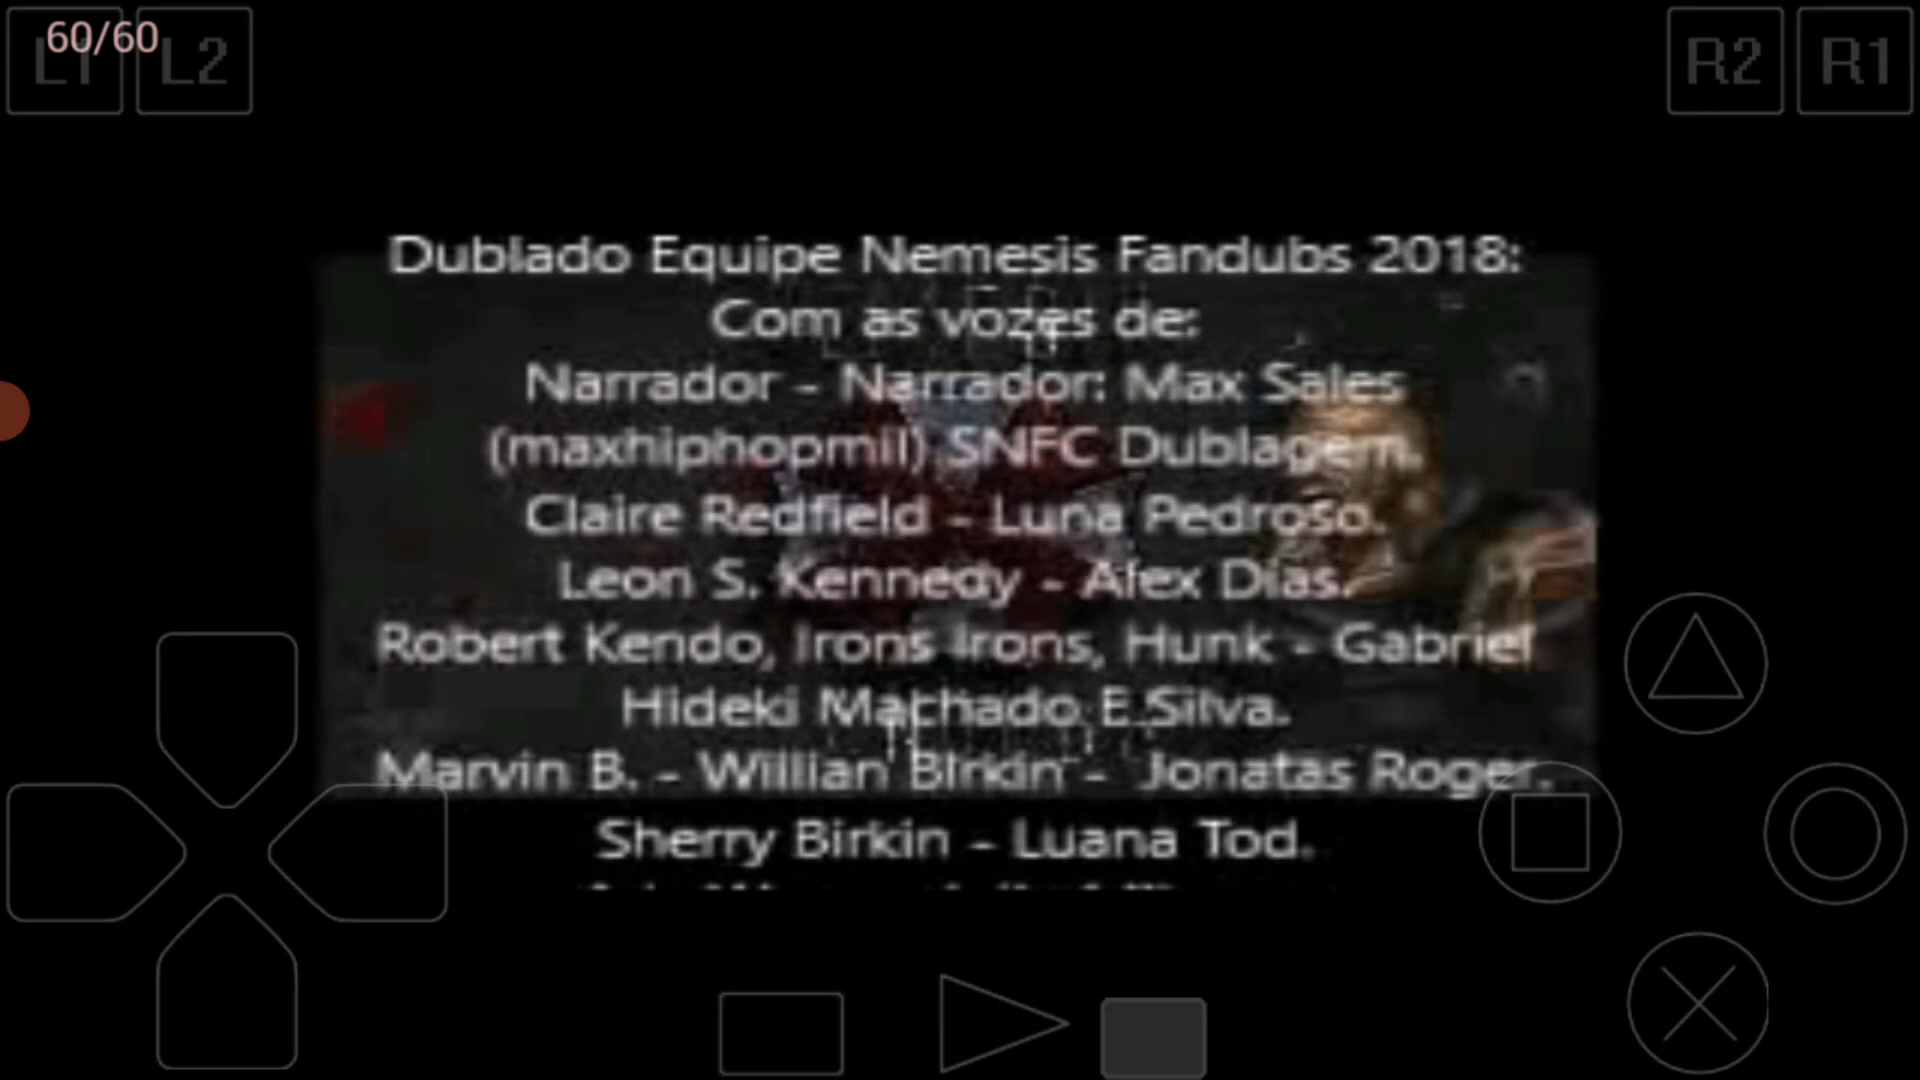 60/60
L1 L2 R2 R1
Dublado Equipe Nemesis Fandubs 2018:
Com as vozes de:
Narrador - Narrador: Max Sales
(maxhiphopmil) SNFC Dublagem.
Claire Redfield - Luna Pedroso.
Leon S. Kennedy - Alex Dias.
Robert Kendo, Irons Irons, Hunk - Gabriel
Hideki Machado E Silva.
Marvin B. - Willian Birkin - Jonatas Roger.
Sherry Birkin - Luana Tod.